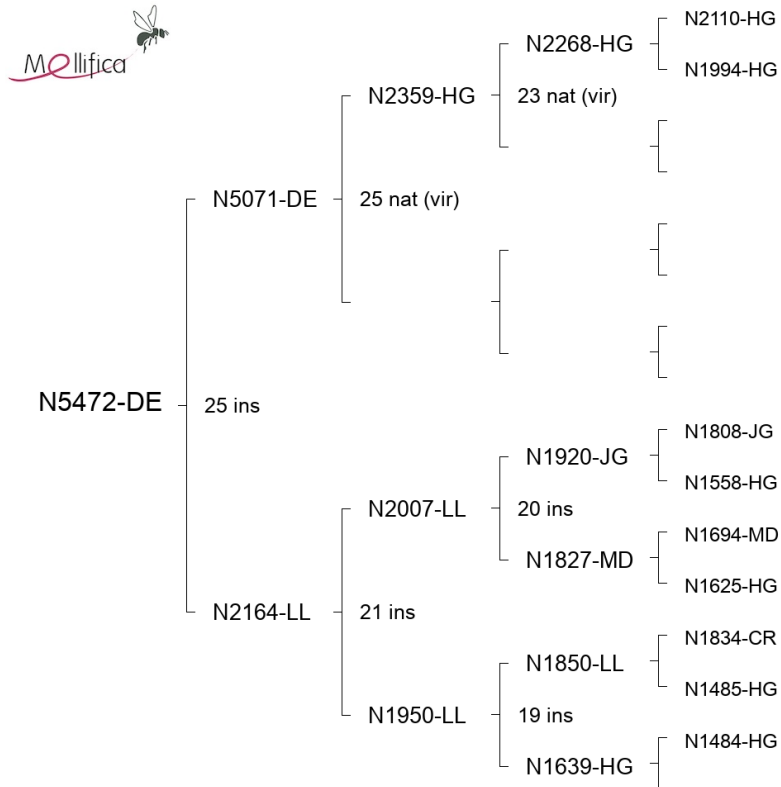 Mellifica
N2110-HG
N2268-HG
N1994-HG
N2359-HG
23 nat (vir)
N5071-DE
25 nat (vir)
N5472-DE
25 ins
N1808-JG
N1920-JG
N1558-HG
N2007-LL
20 ins
N1694-MD
N1827-MD
N1625-HG
N2164-LL
21 ins
N1834-CR
N1850-LL
N1485-HG
N1950-LL
19 ins
N1484-HG
N1639-HG